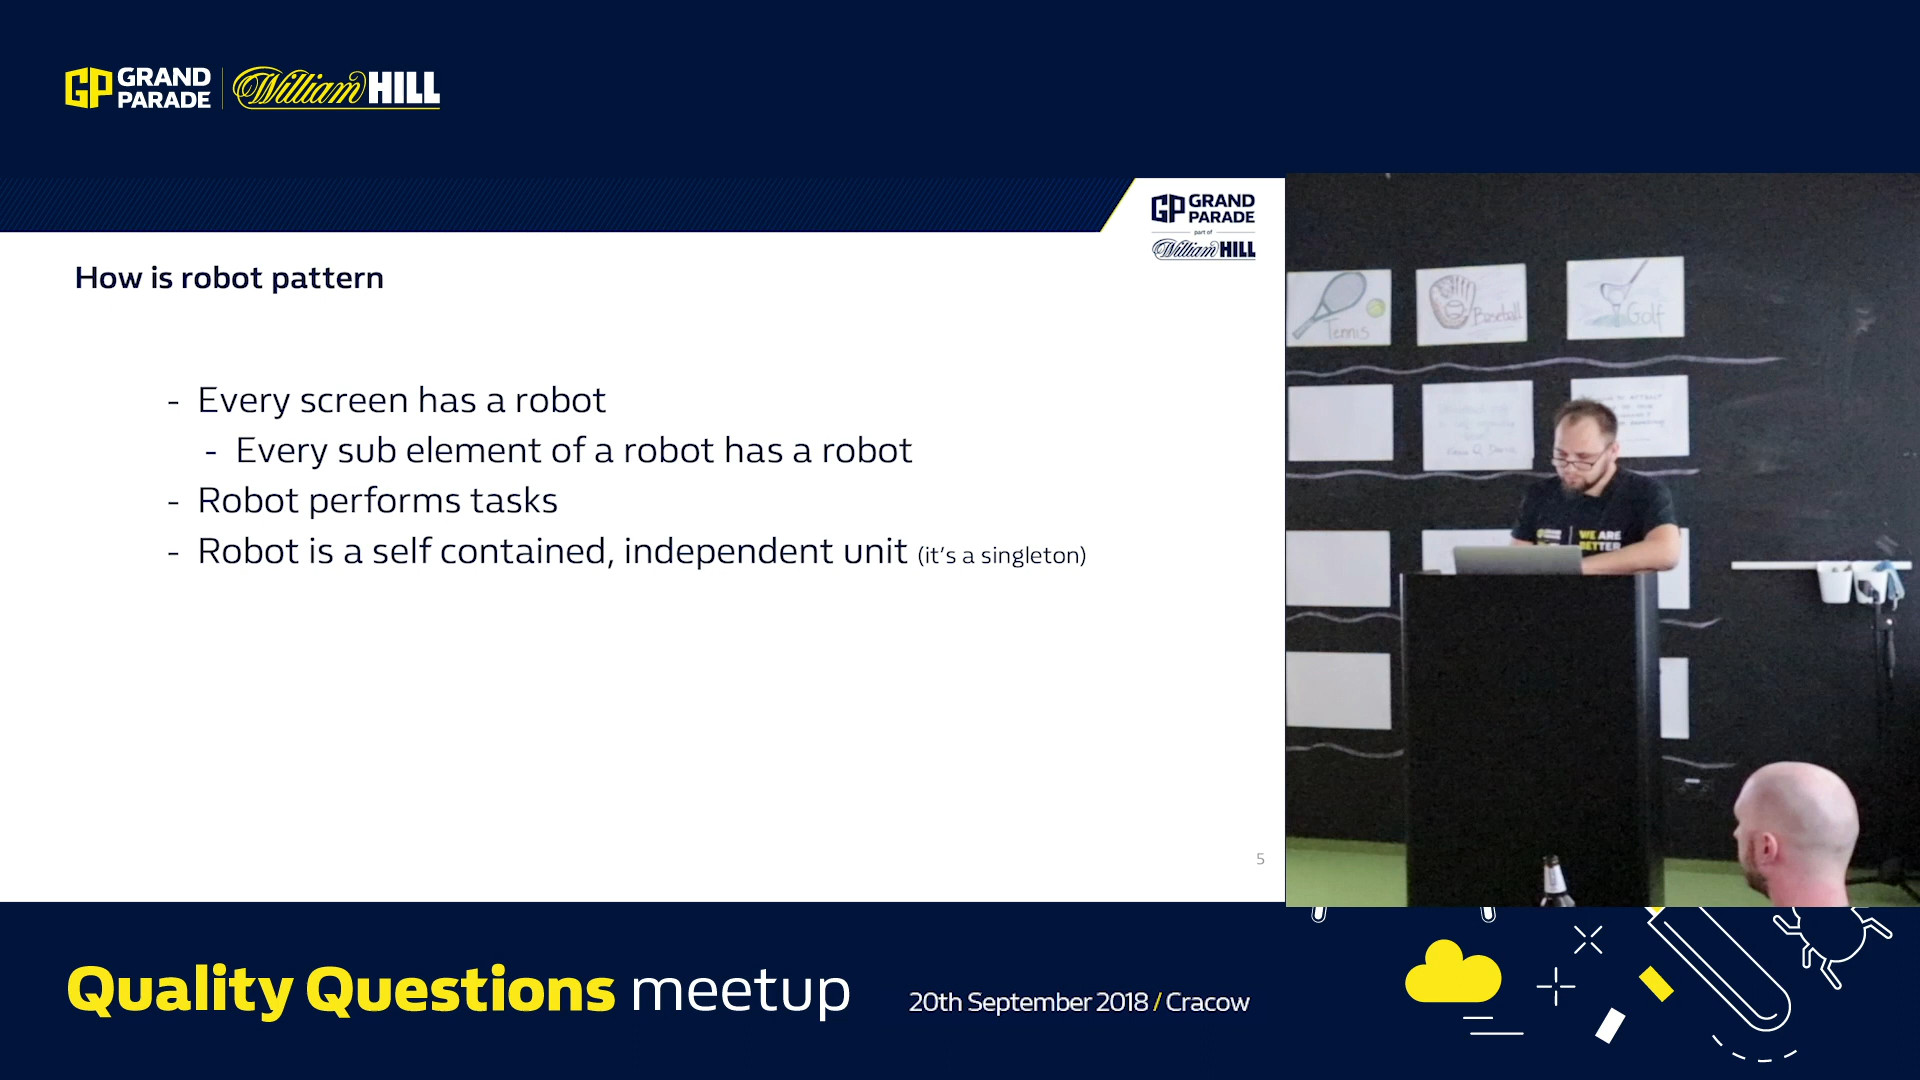 GP GRAND PARADE
William HILL
GP GRAND PARADE
part of
William HILL
How is robot pattern
- Every screen has a robot
- Every sub element of a robot has a robot
- Robot performs tasks
- Robot is a self contained, independent unit (it's a singleton)
5
Tennis
Baseball
Golf
WE ARE
BETTER
Quality Questions meetup
20th September 2018 / Cracow